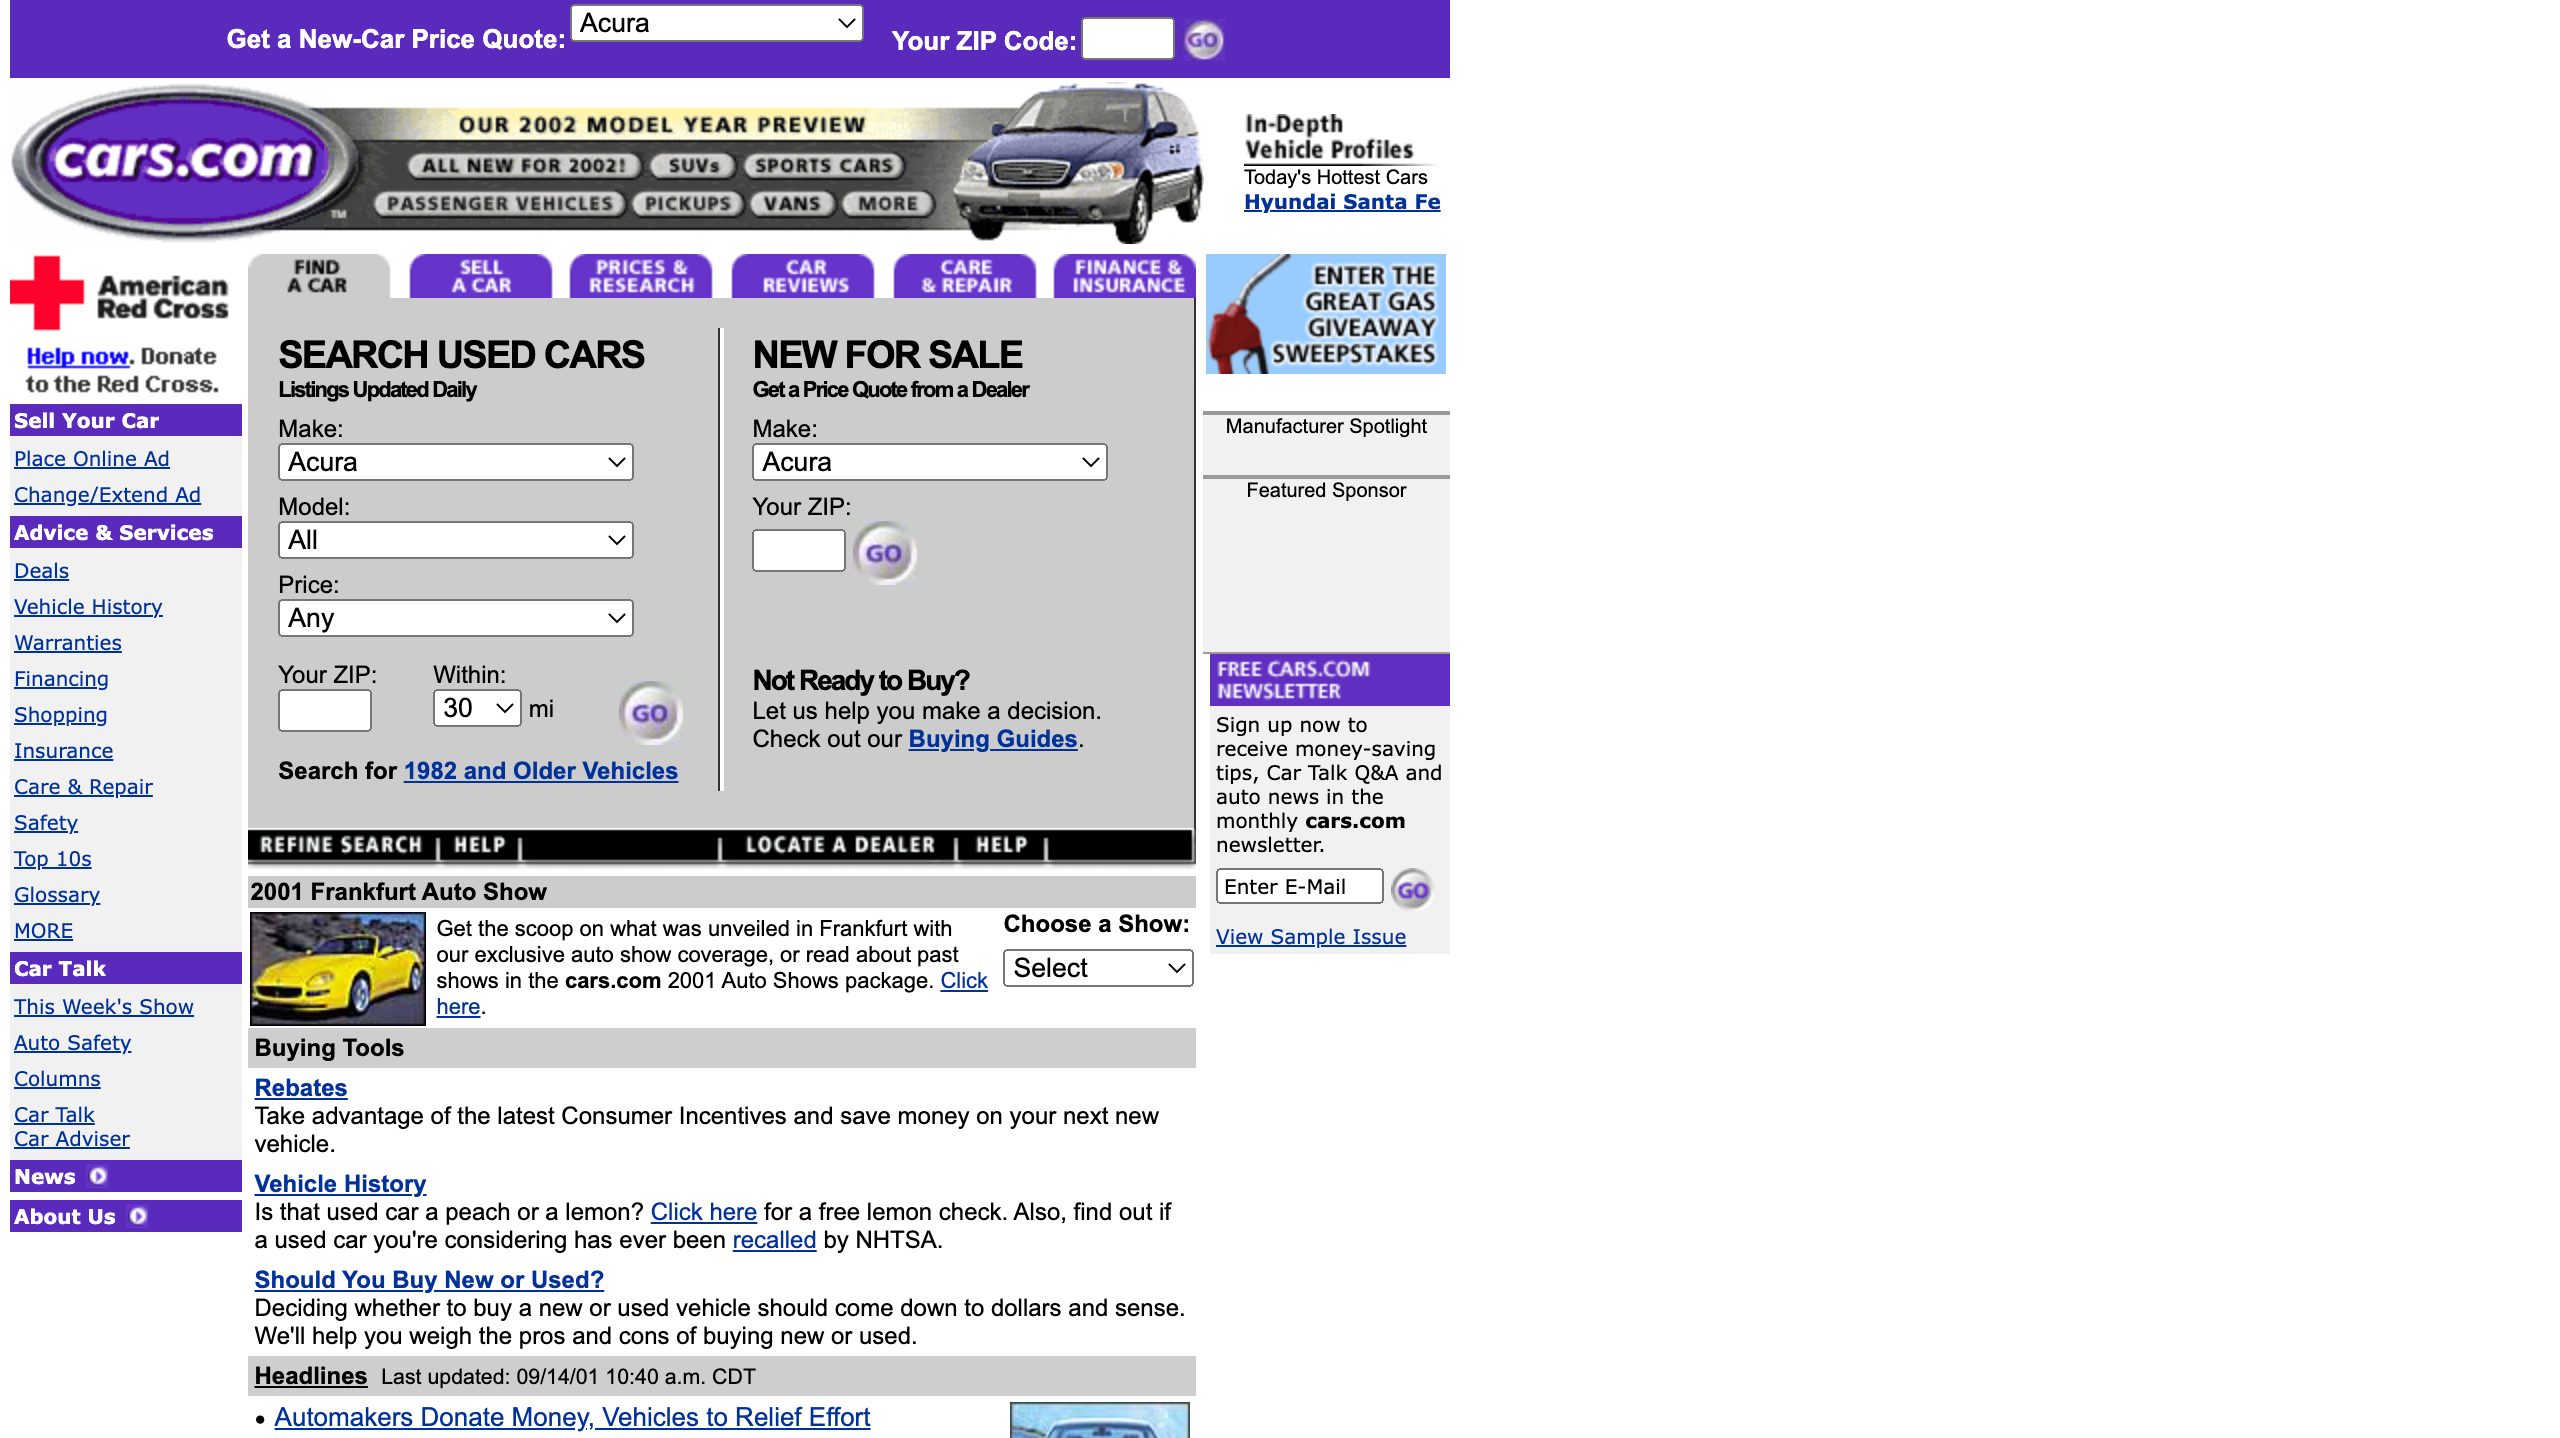 Get a New-Car Price Quote: Acura Your ZIP Code: GO
cars.com
TM
OUR 2002 MODEL YEAR PREVIEW
ALL NEW FOR 2002! SUVs SPORTS CARS
PASSENGER VEHICLES PICKUPS VANS MORE
In-Depth
Vehicle Profiles
Today's Hottest Cars
Hyundai Santa Fe
American
Red Cross
Help now. Donate
to the Red Cross.
Sell Your Car
Place Online Ad
Change/Extend Ad
Advice & Services
Deals
Vehicle History
Warranties
Financing
Shopping
Insurance
Care & Repair
Safety
Top 10s
Glossary
MORE
Car Talk
This Week's Show
Auto Safety
Columns
Car Talk
Car Adviser
News
About Us
FIND
A CAR
SELL
A CAR
PRICES &
RESEARCH
CAR
REVIEWS
CARE
& REPAIR
FINANCE &
INSURANCE
SEARCH USED CARS
Listings Updated Daily
Make:
Acura
Model:
All
Price:
Any
Your ZIP: Within:
30 mi GO
Search for 1982 and Older Vehicles
NEW FOR SALE
Get a Price Quote from a Dealer
Make:
Acura
Your ZIP:
GO
Not Ready to Buy?
Let us help you make a decision.
Check out our Buying Guides.
REFINE SEARCH | HELP | | LOCATE A DEALER | HELP |
2001 Frankfurt Auto Show
Get the scoop on what was unveiled in Frankfurt with
our exclusive auto show coverage, or read about past
shows in the cars.com 2001 Auto Shows package. Click
here.
Choose a Show:
Select
Buying Tools
Rebates
Take advantage of the latest Consumer Incentives and save money on your next new
vehicle.
Vehicle History
Is that used car a peach or a lemon? Click here for a free lemon check. Also, find out if
a used car you're considering has ever been recalled by NHTSA.
Should You Buy New or Used?
Deciding whether to buy a new or used vehicle should come down to dollars and sense.
We'll help you weigh the pros and cons of buying new or used.
Headlines Last updated: 09/14/01 10:40 a.m. CDT
• Automakers Donate Money, Vehicles to Relief Effort
ENTER THE
GREAT GAS
GIVEAWAY
SWEEPSTAKES
Manufacturer Spotlight
Featured Sponsor
FREE CARS.COM
NEWSLETTER
Sign up now to
receive money-saving
tips, Car Talk Q&A and
auto news in the
monthly cars.com
newsletter.
Enter E-Mail GO
View Sample Issue